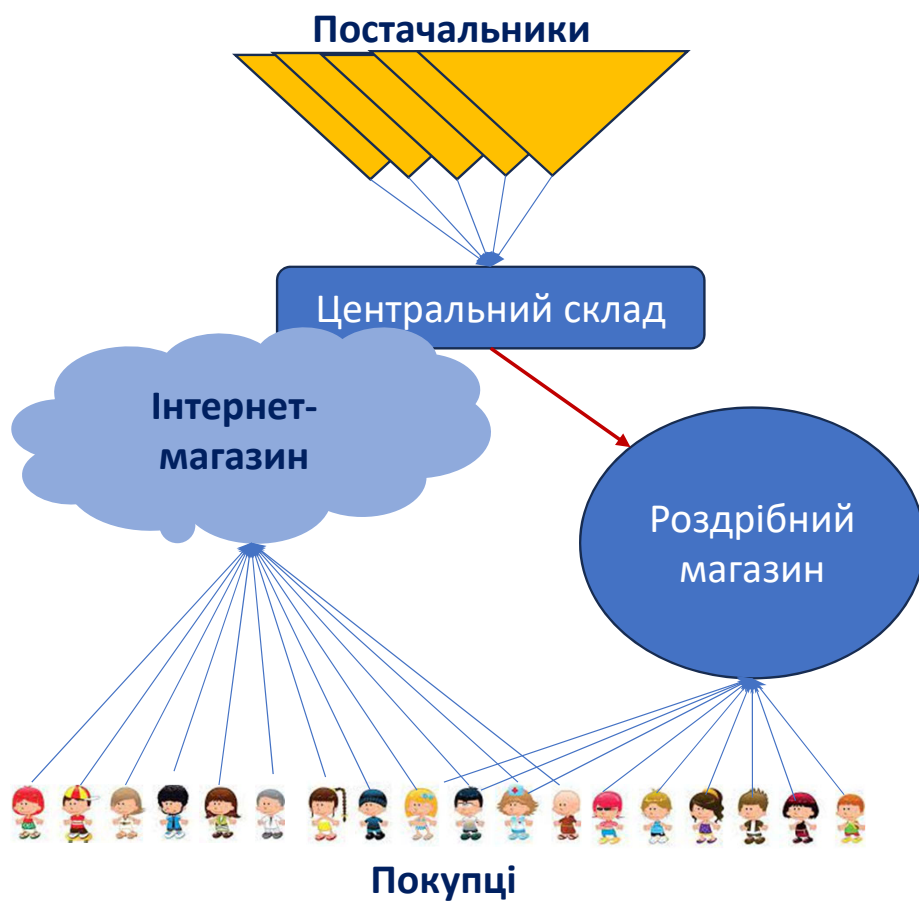 Постачальники
Центральний склад
Інтернет-
магазин
Роздрібний
магазин
Покупці